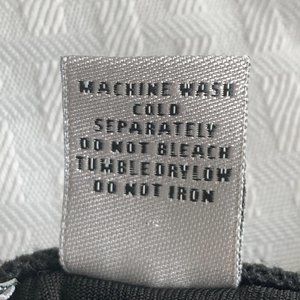 MACHINE WASH
COLD
SEPARATELY
DO NOT BLEACH
TUMBLE DRY LOW
DO NOT IRON